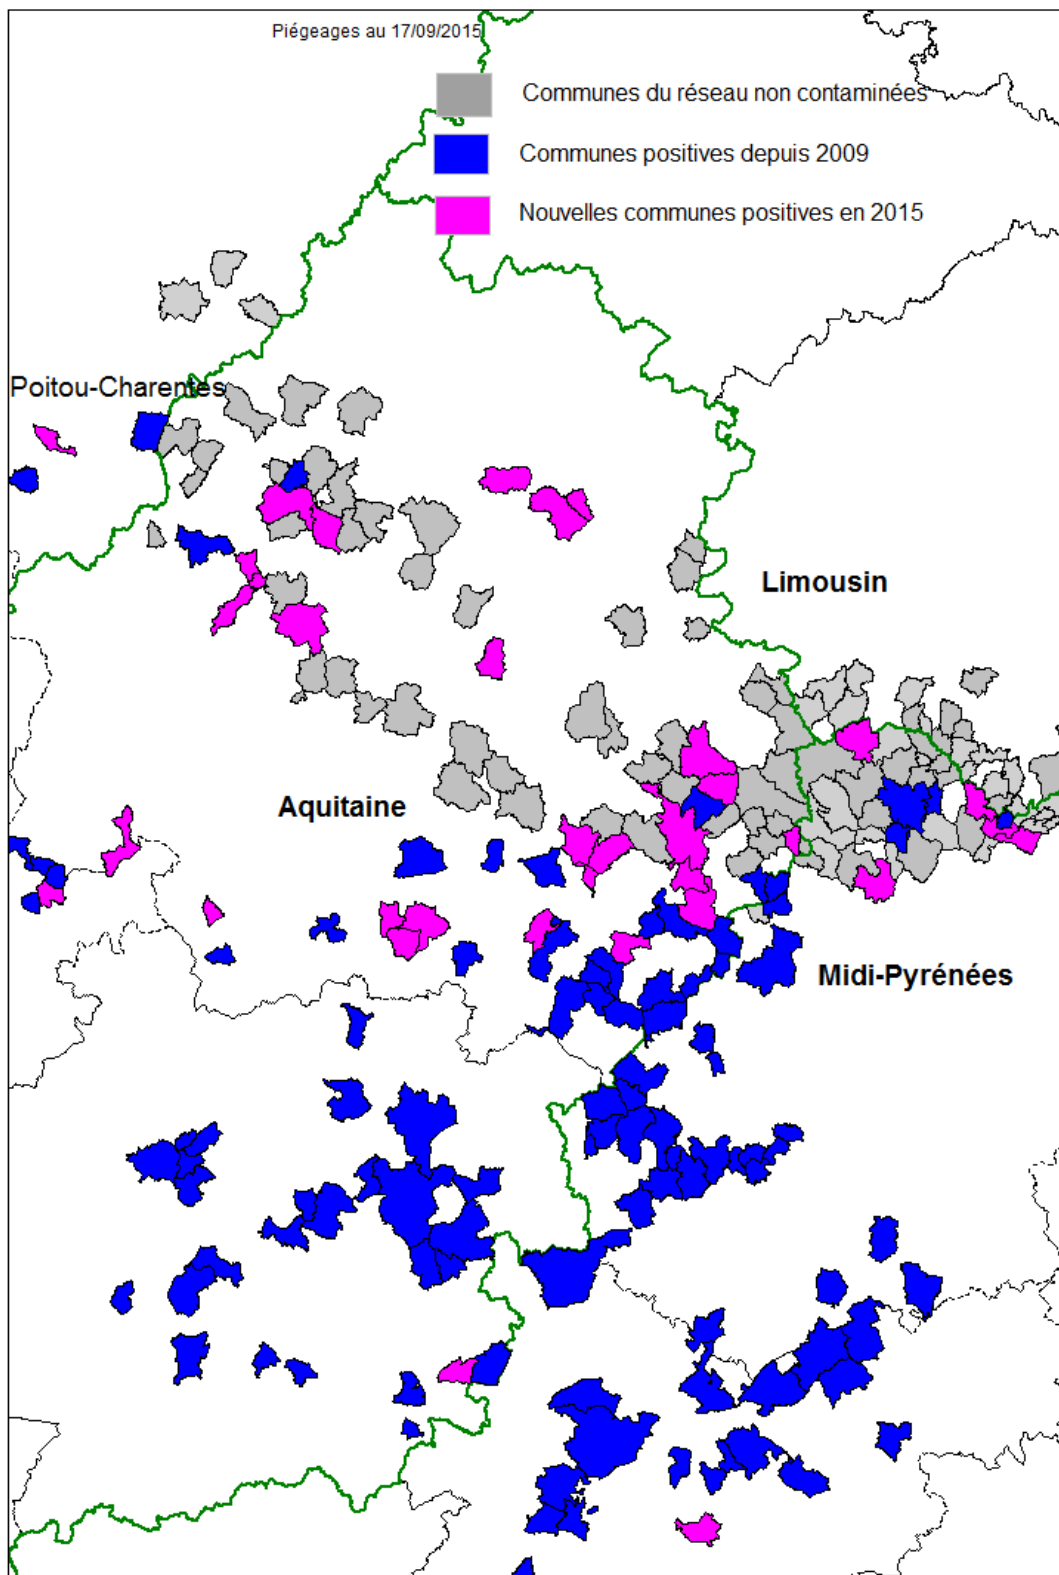 Piégeages au 17/09/2015
Communes du réseau non contaminées
Communes positives depuis 2009
Nouvelles communes positives en 2015
Poitou-Charentes
Limousin
Aquitaine
Midi-Pyrénées